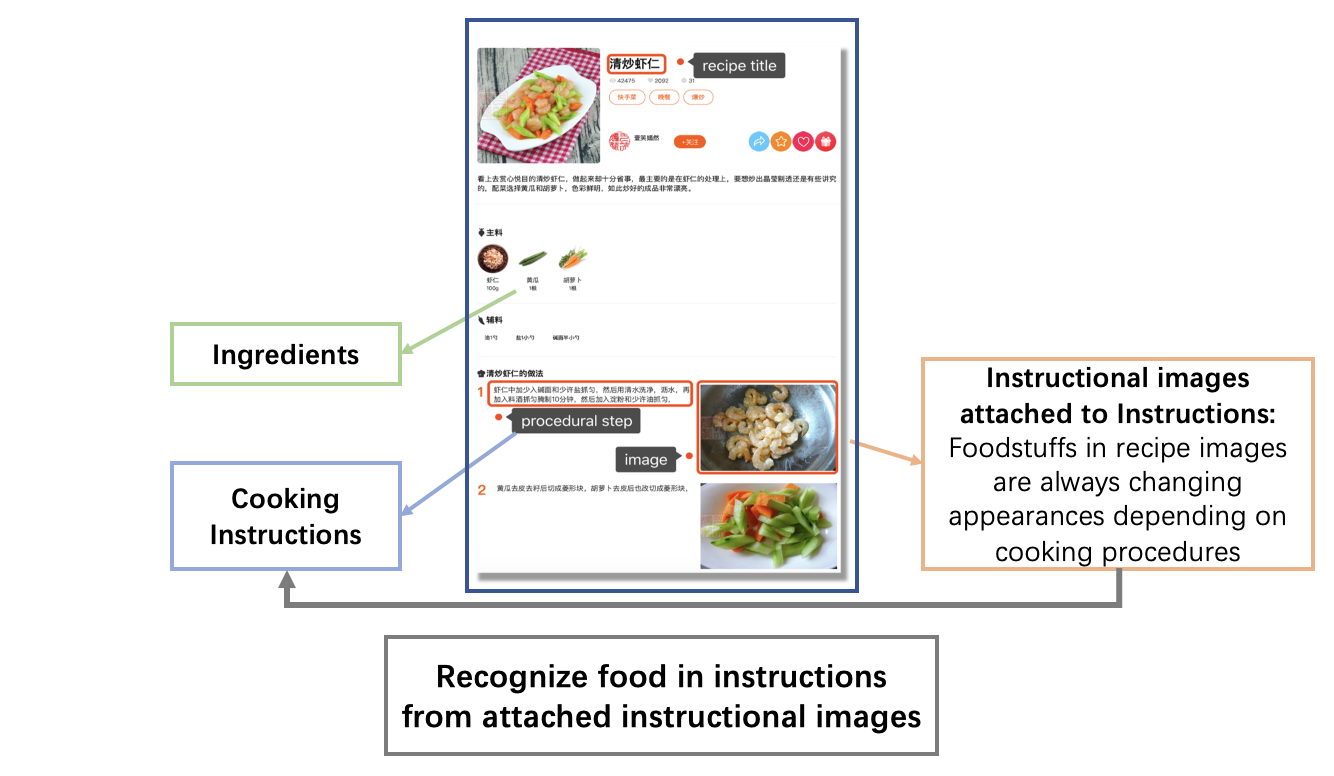 清炒虾仁
recipe title
42475 2092 31
快手菜 晚餐 爆炒
壹笑嫣然
+关注
看上去赏心悦目的清炒虾仁，做起来却十分省事，最主要的是在虾仁的处理上，要想炒出晶莹剔透还是有些讲究
的，配菜选择黄瓜和胡萝卜，色彩鲜明，如此炒好的成品非常漂亮。
主料
虾仁 黄瓜 胡萝卜
100g 1根 1根
Ingredients
辅料
油1勺 盐1小勺 碱面半小勺
清炒虾仁的做法
1 虾仁中加少入碱面和少许盐抓匀，然后用清水洗净，沥水，再
加入料酒抓匀腌制10分钟，然后加入淀粉和少许油抓匀，
procedural step
image
2 黄瓜去皮去籽后切成菱形块，胡萝卜去皮后也改切成菱形块，
Cooking
Instructions
Instructional images
attached to Instructions:
Foodstuffs in recipe images
are always changing
appearances depending on
cooking procedures
Recognize food in instructions
from attached instructional images